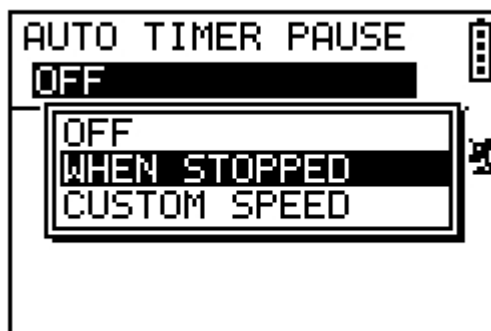 AUTO TIMER PAUSE
OFF
OFF
WHEN STOPPED
CUSTOM SPEED